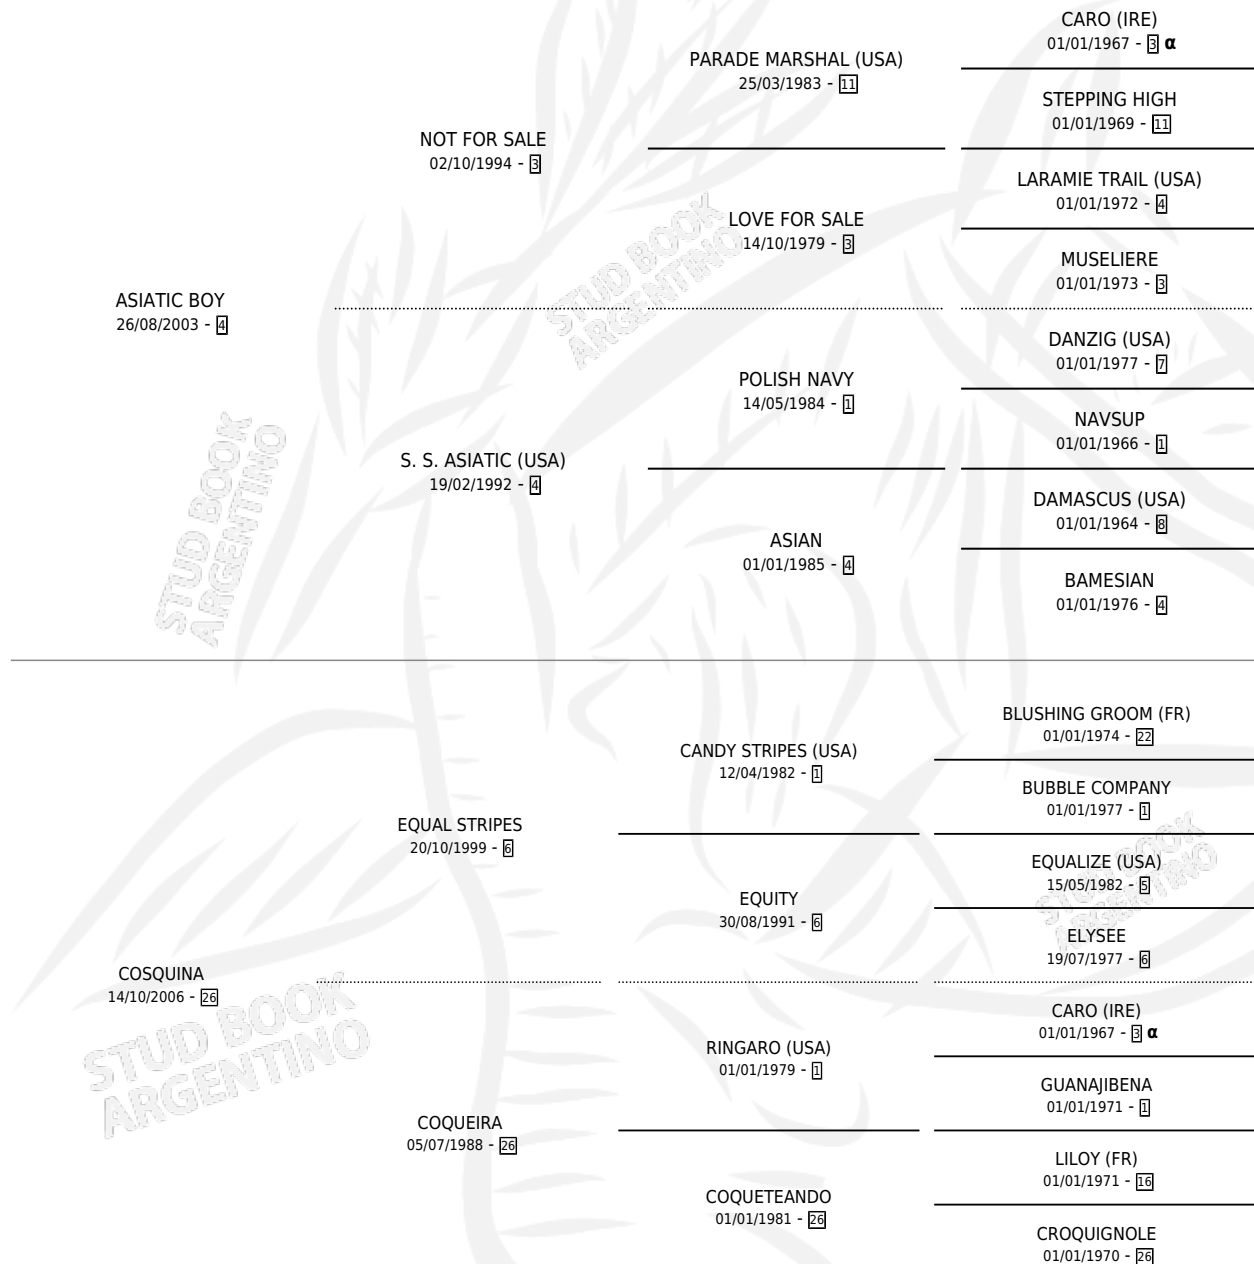 CARO (IRE)
01/01/1967 - 3 α
PARADE MARSHAL (USA)
25/03/1983 - 11
STEPPING HIGH
01/01/1969 - 11
NOT FOR SALE
02/10/1994 - 3
LARAMIE TRAIL (USA)
01/01/1972 - 4
LOVE FOR SALE
14/10/1979 - 3
MUSELIERE
01/01/1973 - 3
ASIATIC BOY
26/08/2003 - 4
DANZIG (USA)
01/01/1977 - 7
POLISH NAVY
14/05/1984 - 1
NAVSUP
01/01/1966 - 1
S. S. ASIATIC (USA)
19/02/1992 - 4
DAMASCUS (USA)
01/01/1964 - 8
ASIAN
01/01/1985 - 4
BAMESIAN
01/01/1976 - 4
BLUSHING GROOM (FR)
01/01/1974 - 22
CANDY STRIPES (USA)
12/04/1982 - 1
BUBBLE COMPANY
01/01/1977 - 1
EQUAL STRIPES
20/10/1999 - 6
EQUALIZE (USA)
15/05/1982 - 5
EQUITY
30/08/1991 - 6
ELYSEE
19/07/1977 - 6
COSQUINA
14/10/2006 - 26
CARO (IRE)
01/01/1967 - 3 α
RINGARO (USA)
01/01/1979 - 1
GUANAJIBENA
01/01/1971 - 1
COQUEIRA
05/07/1988 - 26
LILOY (FR)
01/01/1971 - 16
COQUETEANDO
01/01/1981 - 26
CROQUIGNOLE
01/01/1970 - 26
STUD BOOK
ARGENTINO
STUD BOOK
ARGENTINO
STUD BOOK
ARGENTINO
STUD BOOK
ARGENTINO